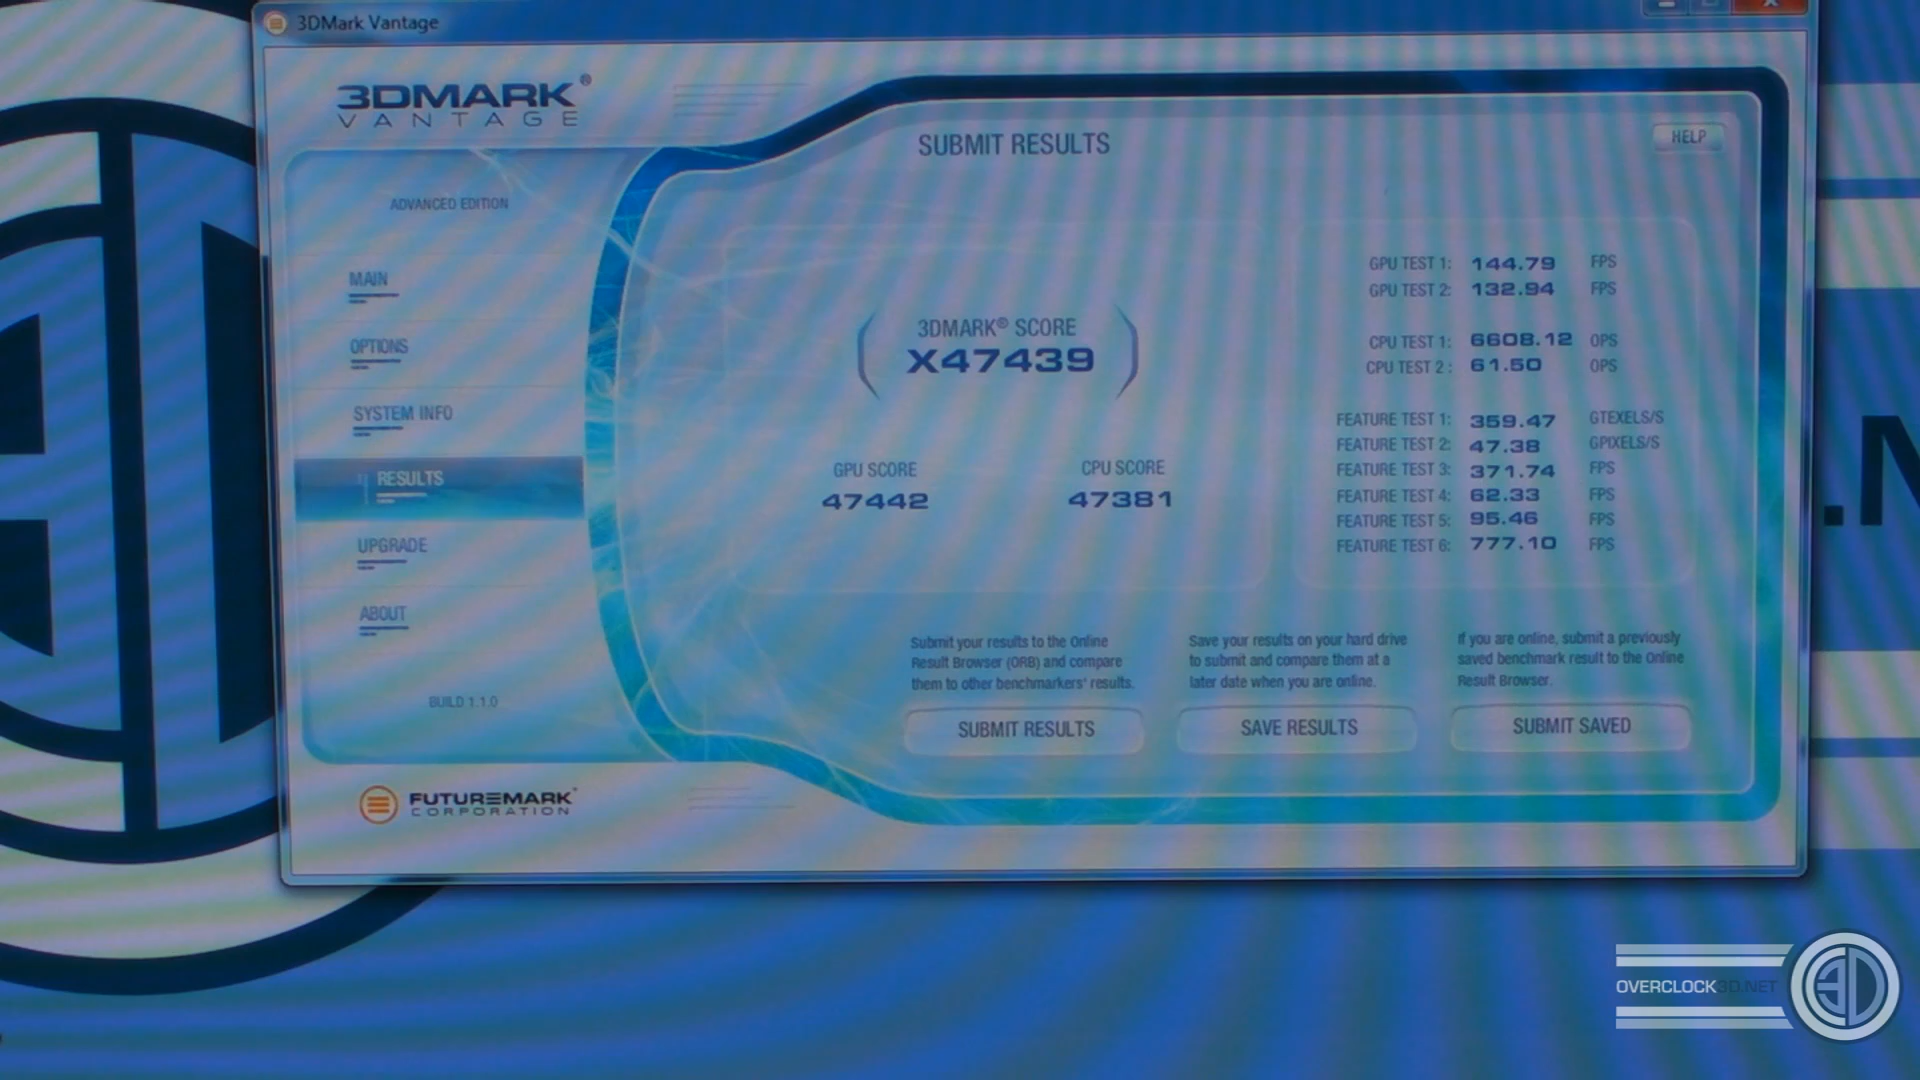 3DMark Vantage
3DMARK®
VANTAGE
SUBMIT RESULTS
HELP
ADVANCED EDITION
MAIN
OPTIONS
SYSTEM INFO
RESULTS
UPGRADE
ABOUT
BUILD 1.1.0
FUTUREMARK
CORPORATION
3DMARK® SCORE
X47439
GPU SCORE
47442
CPU SCORE
47381
GPU TEST 1: 144.79 FPS
GPU TEST 2: 132.94 FPS
CPU TEST 1: 6608.12 OPS
CPU TEST 2 : 61.50 OPS
FEATURE TEST 1: 359.47 GTEXELS/S
FEATURE TEST 2: 47.38 GPIXELS/S
FEATURE TEST 3: 371.74 FPS
FEATURE TEST 4: 62.33 FPS
FEATURE TEST 5: 95.46 FPS
FEATURE TEST 6: 777.10 FPS
Submit your results to the Online
Result Browser (ORB) and compare
them to other benchmarkers' results.
SUBMIT RESULTS
Save your results on your hard drive
to submit and compare them at a
later date when you are online.
SAVE RESULTS
If you are online, submit a previously
saved benchmark result to the Online
Result Browser.
SUBMIT SAVED
.N
OVERCLOCK3D.NET
3D